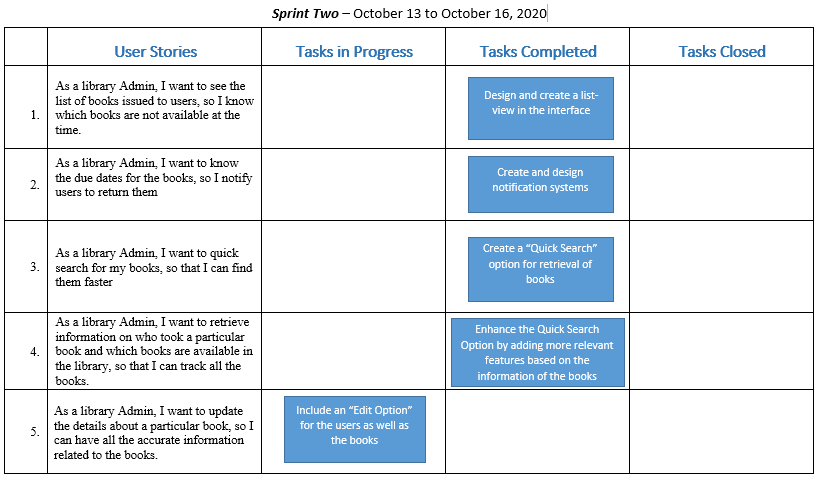 Sprint Two – October 13 to October 16, 2020
User Stories
Tasks in Progress
Tasks Completed
Tasks Closed
1.
As a library Admin, I want to see the
list of books issued to users, so I know
which books are not available at the
time.
Design and create a list-
view in the interface
2.
As a library Admin, I want to know
the due dates for the books, so I notify
users to return them
Create and design
notification systems
3.
As a library Admin, I want to quick
search for my books, so that I can find
them faster
Create a “Quick Search”
option for retrieval of
books
4.
As a library Admin, I want to retrieve
information on who took a particular
book and which books are available in
the library, so that I can track all the
books.
Enhance the Quick Search
Option by adding more relevant
features based on the
information of the books
5.
As a library Admin, I want to update
the details about a particular book, so I
can have all the accurate information
related to the books.
Include an “Edit Option”
for the users as well as
the books